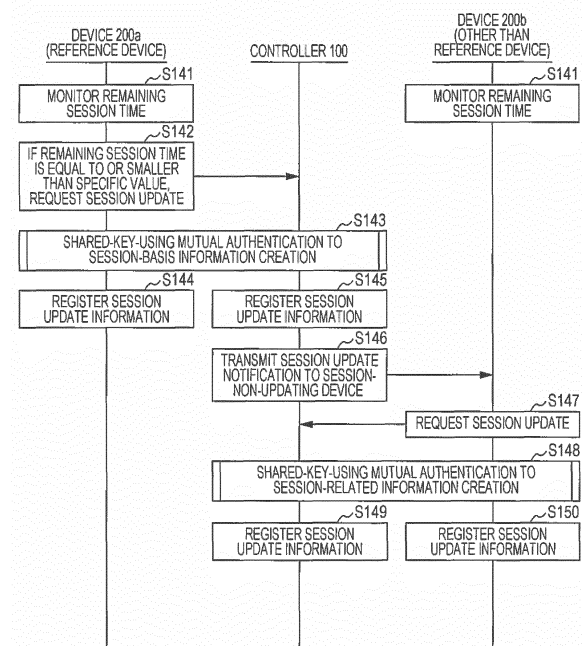 DEVICE 200a
(REFERENCE DEVICE)
CONTROLLER 100
DEVICE 200b
(OTHER THAN
REFERENCE DEVICE)
S141
MONITOR REMAINING
SESSION TIME
S141
MONITOR REMAINING
SESSION TIME
S142
IF REMAINING SESSION TIME
IS EQUAL TO OR SMALLER
THAN SPECIFIC VALUE,
REQUEST SESSION UPDATE
S143
SHARED-KEY-USING MUTUAL AUTHENTICATION TO
SESSION-BASIS INFORMATION CREATION
S144
REGISTER SESSION
UPDATE INFORMATION
S145
REGISTER SESSION
UPDATE INFORMATION
S146
TRANSMIT SESSION UPDATE
NOTIFICATION TO SESSION-
NON-UPDATING DEVICE
S147
REQUEST SESSION UPDATE
S148
SHARED-KEY-USING MUTUAL AUTHENTICATION TO
SESSION-RELATED INFORMATION CREATION
S149
REGISTER SESSION
UPDATE INFORMATION
S150
REGISTER SESSION
UPDATE INFORMATION